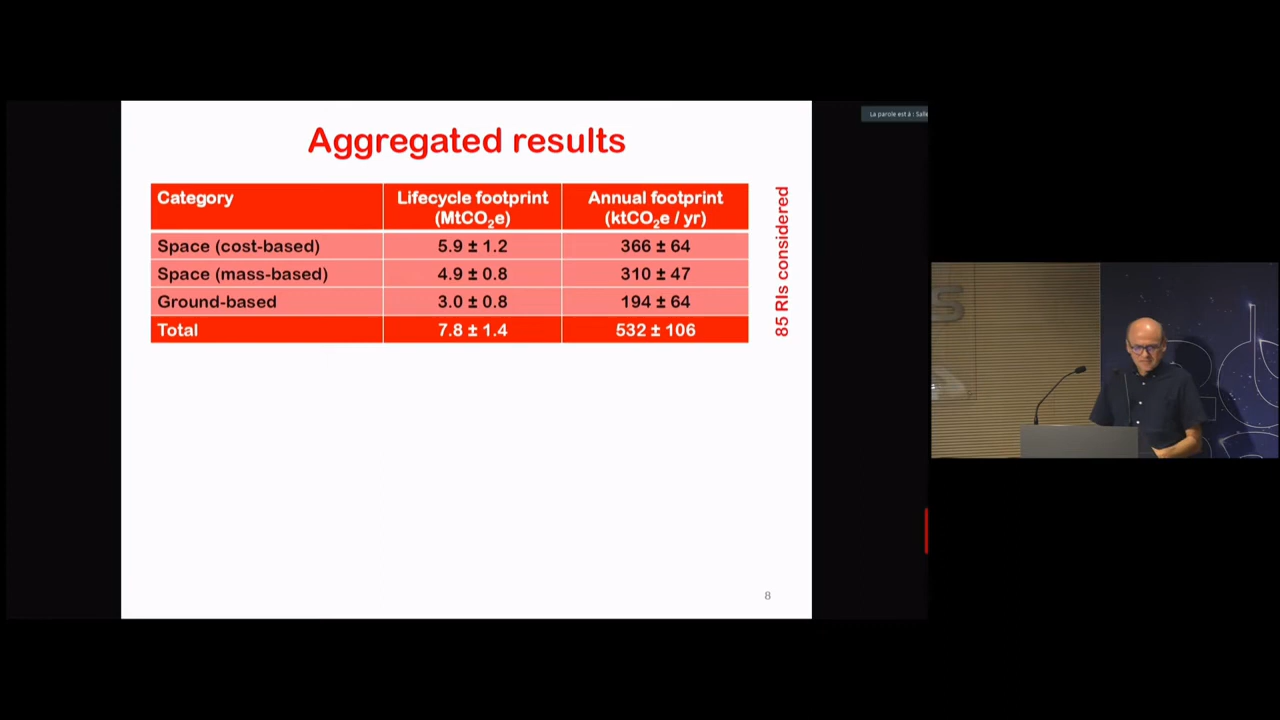 La parole est à : Salle
Aggregated results
Category Lifecycle footprint (MtCO₂e) Annual footprint (ktCO₂e / yr)
Space (cost-based) 5.9 ± 1.2 366 ± 64
Space (mass-based) 4.9 ± 0.8 310 ± 47
Ground-based 3.0 ± 0.8 194 ± 64
Total 7.8 ± 1.4 532 ± 106
85 RIs considered
8